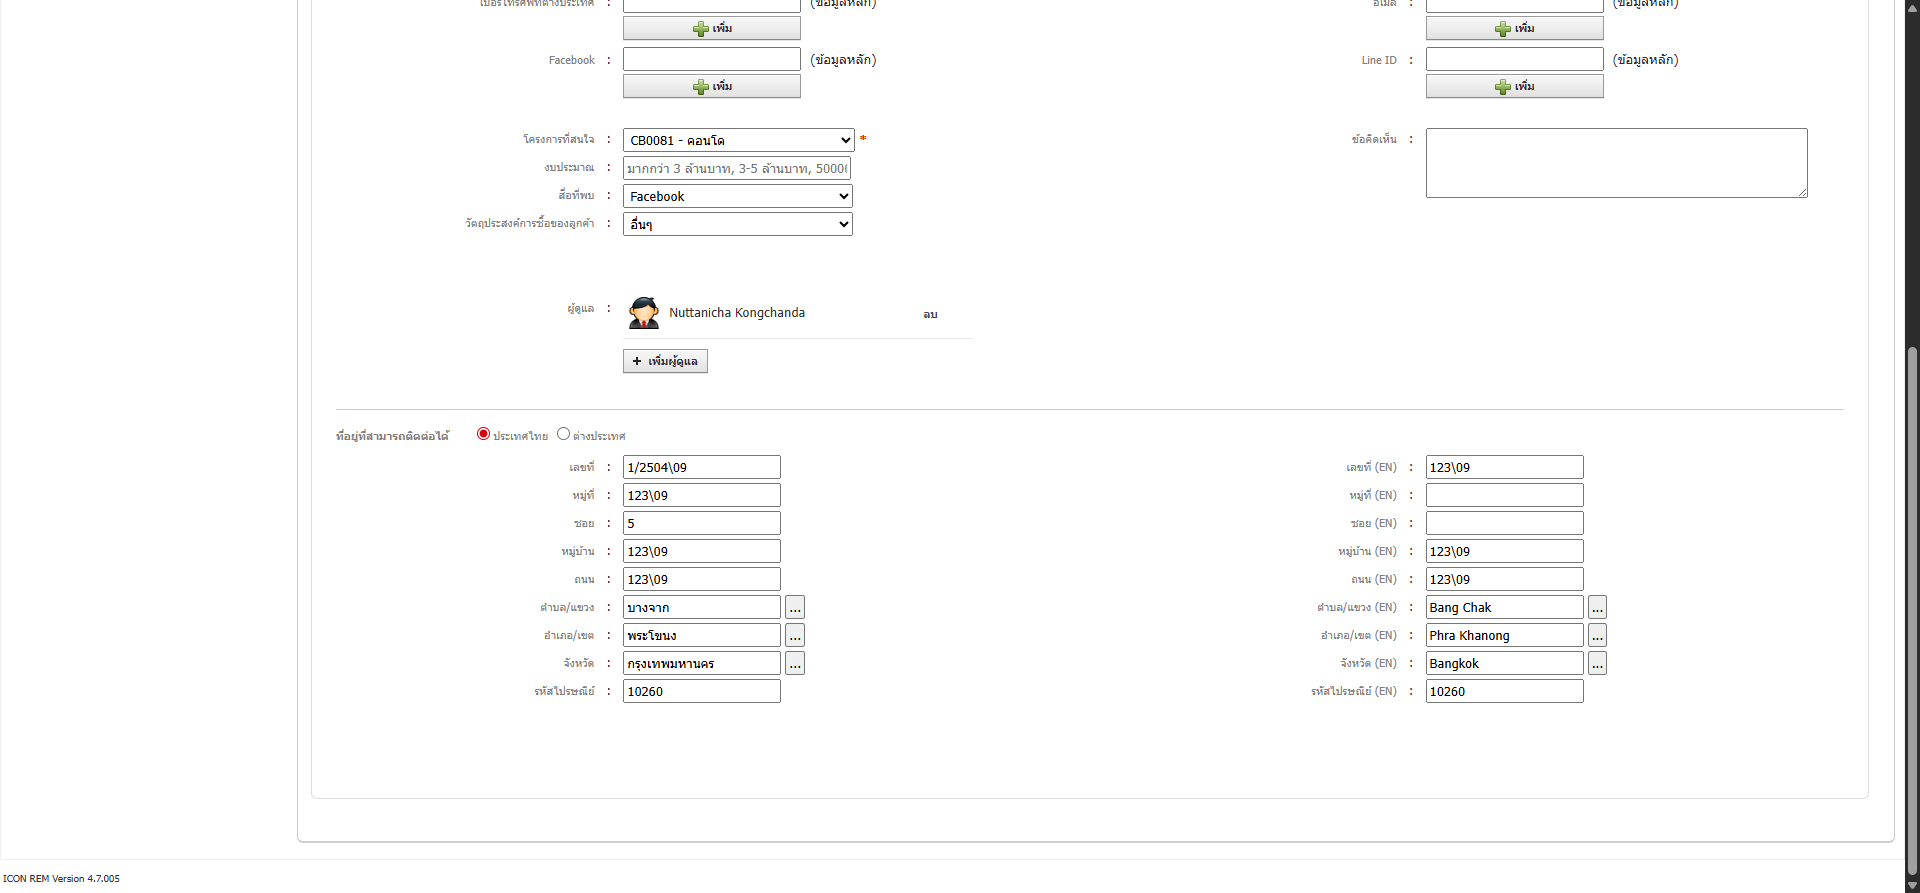 เบอร์โทรศัพท์ต่างประเทศ : (ข้อมูลหลัก) อีเมล : (ข้อมูลหลัก)
เพิ่ม เพิ่ม
Facebook : (ข้อมูลหลัก) Line ID : (ข้อมูลหลัก)
เพิ่ม เพิ่ม
โครงการที่สนใจ : CB0081 - คอนโด * ข้อคิดเห็น :
งบประมาณ : มากกว่า 3 ล้านบาท, 3-5 ล้านบาท, 5000
สื่อที่พบ : Facebook
วัตถุประสงค์การซื้อของลูกค้า : อื่นๆ
ผู้ดูแล : Nuttanicha Kongchanda ลบ
+ เพิ่มผู้ดูแล
ที่อยู่ที่สามารถติดต่อได้ ประเทศไทย ต่างประเทศ
เลขที่ : 1/2504\09 เลขที่ (EN) : 123\09
หมู่ที่ : 123\09 หมู่ที่ (EN) :
ซอย : 5 ซอย (EN) :
หมู่บ้าน : 123\09 หมู่บ้าน (EN) : 123\09
ถนน : 123\09 ถนน (EN) : 123\09
ตำบล/แขวง : บางจาก ... ตำบล/แขวง (EN) : Bang Chak ...
อำเภอ/เขต : พระโขนง ... อำเภอ/เขต (EN) : Phra Khanong ...
จังหวัด : กรุงเทพมหานคร ... จังหวัด (EN) : Bangkok ...
รหัสไปรษณีย์ : 10260 รหัสไปรษณีย์ (EN) : 10260
ICON REM Version 4.7.005